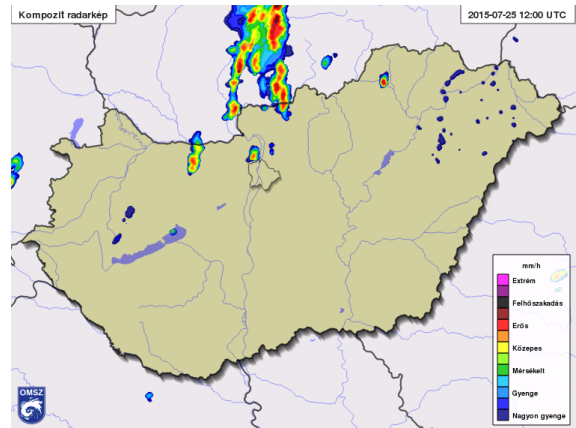 Kompozit radarkép
2015-07-25 12:00 UTC
mm/h
Extrém
Felhőszakadás
Erős
Közepes
Mérsékelt
Gyenge
Nagyon gyenge
OMSZ